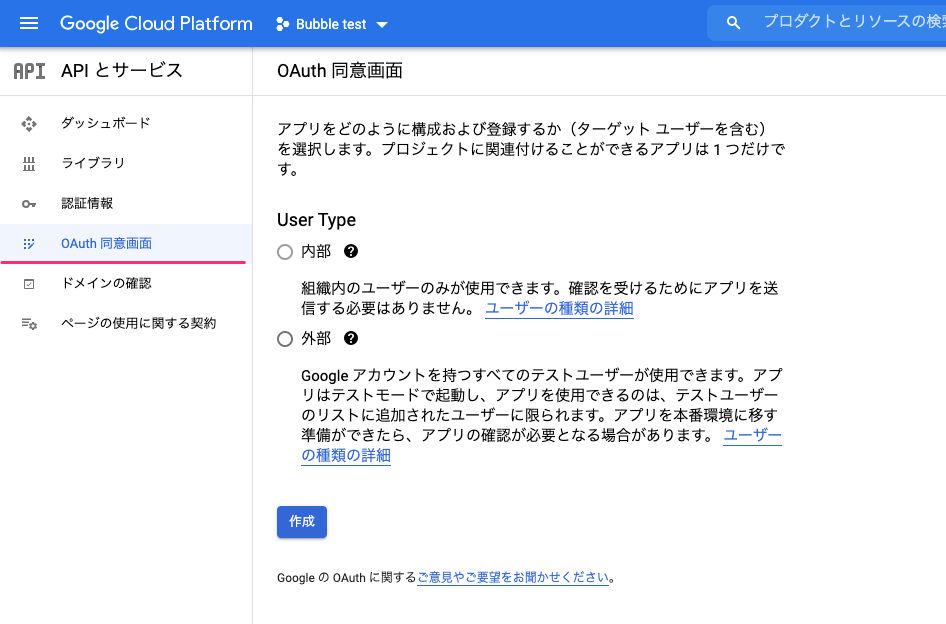 Google Cloud Platform
Bubble test
プロダクトとリソースの検索
API
API とサービス
ダッシュボード
ライブラリ
認証情報
OAuth 同意画面
ドメインの確認
ページの使用に関する契約
OAuth 同意画面
アプリをどのように構成および登録するか（ターゲット ユーザーを含む）
を選択します。プロジェクトに関連付けることができるアプリは 1 つだけで
す。
User Type
内部
組織内のユーザーのみが使用できます。確認を受けるためにアプリを送
信する必要はありません。 ユーザーの種類の詳細
外部
Google アカウントを持つすべてのテストユーザーが使用できます。アプ
リはテストモードで起動し、アプリを使用できるのは、テストユーザー
のリストに追加されたユーザーに限られます。アプリを本番環境に移す
準備ができたら、アプリの確認が必要となる場合があります。 ユーザー
の種類の詳細
作成
Google の OAuth に関するご意見やご要望をお聞かせください。